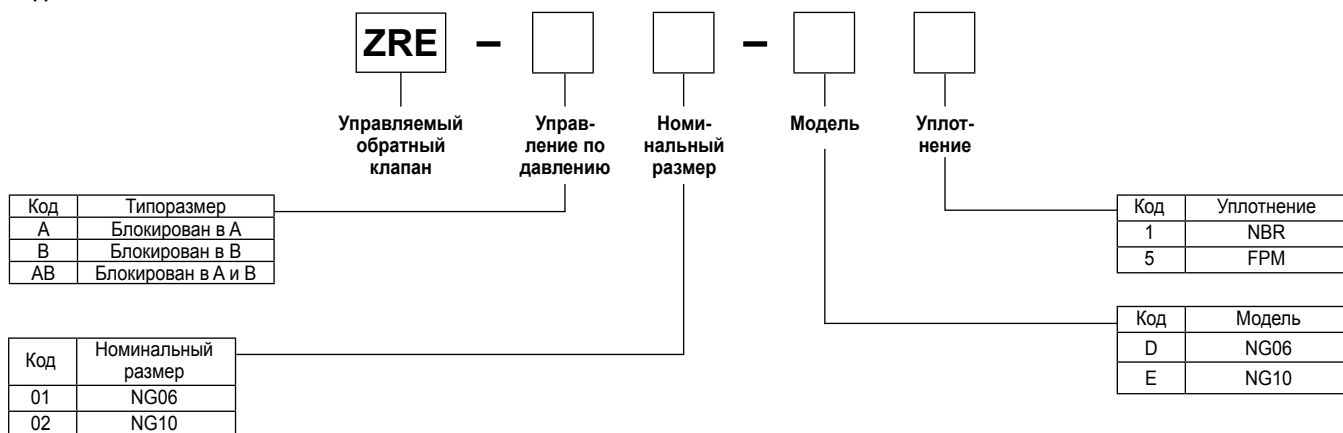 ZRE –  –
Управляемый обратный клапан
Управ-
ление по
давлению
Номи-
нальный
размер
Модель
Уплот-
нение
Код Типоразмер
A Блокирован в A
B Блокирован в B
AB Блокирован в A и B
Код Номинальный размер
01 NG06
02 NG10
Код Уплотнение
1 NBR
5 FPM
Код Модель
D NG06
E NG10